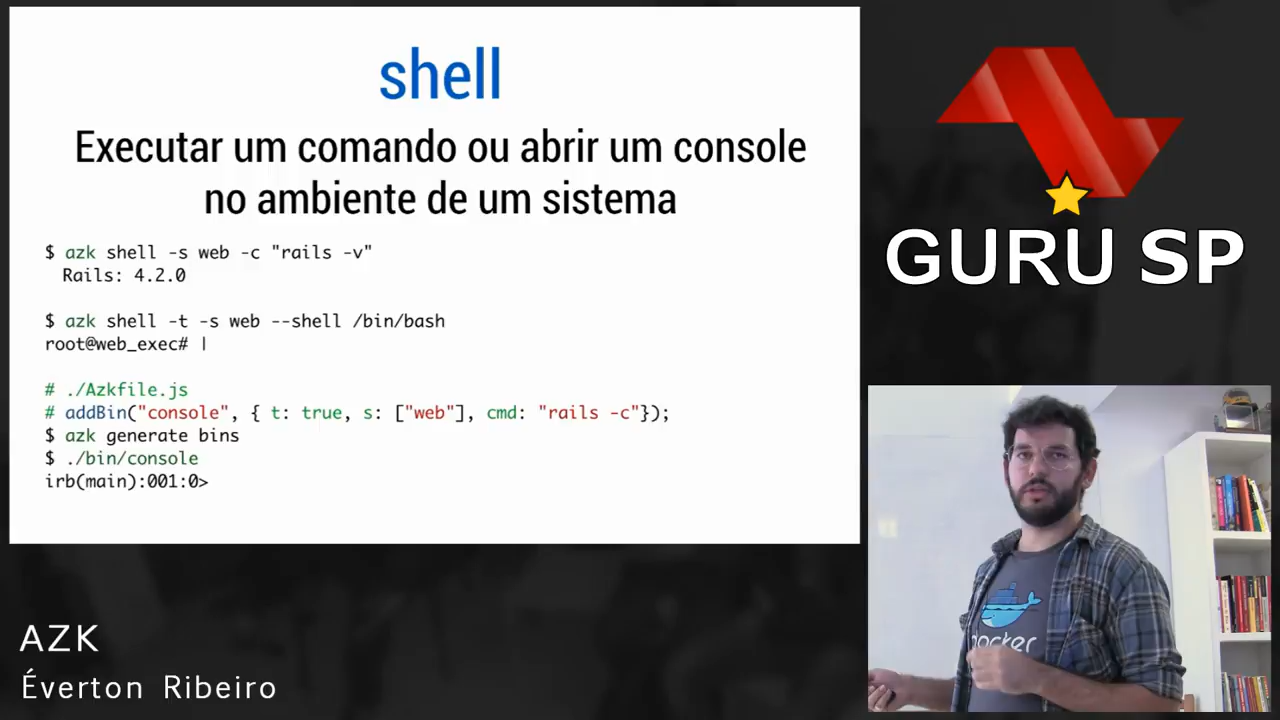 shell
Executar um comando ou abrir um console
no ambiente de um sistema
$ azk shell -s web -c "rails -v"
Rails: 4.2.0
$ azk shell -t -s web --shell /bin/bash
root@web_exec# |
# ./Azkfile.js
# addBin("console", { t: true, s: ["web"], cmd: "rails -c"});
$ azk generate bins
$ ./bin/console
irb(main):001:0>
GURU SP
docker
AZK
Éverton Ribeiro